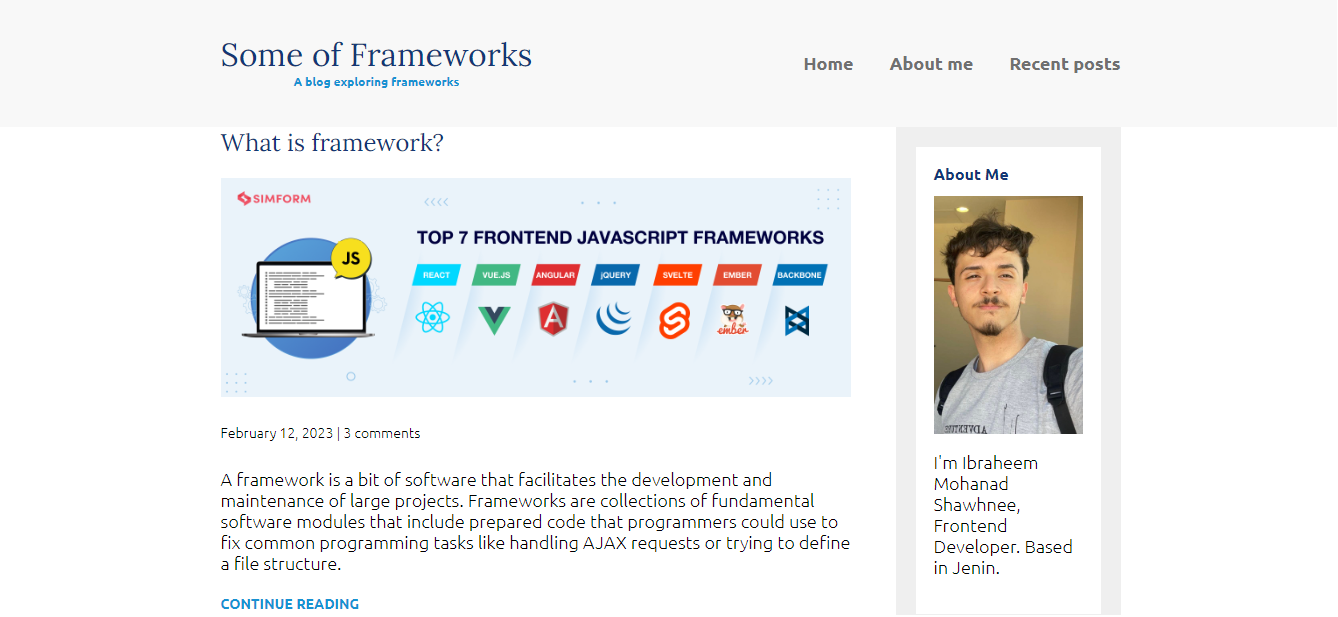 Some of Frameworks
A blog exploring frameworks
Home
About me
Recent posts
What is framework?
SIMFORM
TOP 7 FRONTEND JAVASCRIPT FRAMEWORKS
JS
REACT
VUE.JS
ANGULAR
jQUERY
SVELTE
EMBER
BACKBONE
ember
February 12, 2023 | 3 comments
A framework is a bit of software that facilitates the development and
maintenance of large projects. Frameworks are collections of fundamental
software modules that include prepared code that programmers could use to
fix common programming tasks like handling AJAX requests or trying to define
a file structure.
CONTINUE READING
About Me
ADVENTURE
I'm Ibraheem
Mohanad
Shawhnee,
Frontend
Developer. Based
in Jenin.